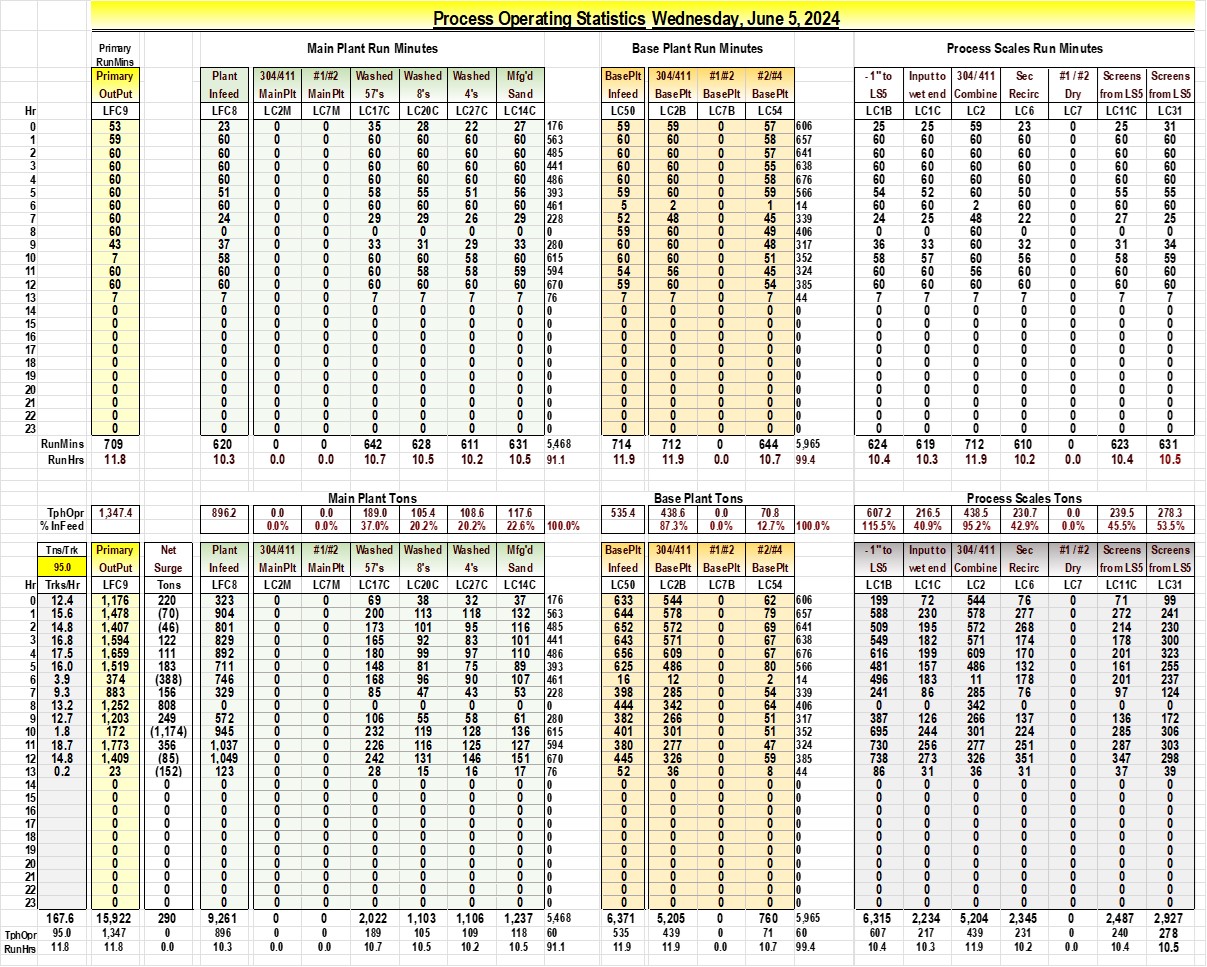 Process Operating Statistics Wednesday, June 5, 2024
Primary Main Plant Run Minutes Base Plant Run Minutes Process Scales Run Minutes
RunMins
Primary Plant 304/411 #1/#2 Washed Washed Washed Mfg'd BasePlt 304/411 #1/#2 #2/#4 -1" to Input to 304/411 Sec #1/#2 Screens Screens
OutPut Infeed MainPlt MainPlt 57's 8's 4's Sand Infeed BasePlt BasePlt BasePlt LS5 wet end Combine Recirc Dry from LS5 from LS5
Hr LFC9 LFC8 LC2M LC7M LC17C LC20C LC27C LC14C LC50 LC2B LC7B LC54 LC1B LC1C LC2 LC6 LC7 LC11C LC31
0 53 23 0 0 35 28 22 27 176 59 59 0 57 606 25 25 59 23 0 25 31
1 59 60 0 0 60 60 60 60 563 60 60 0 58 657 60 60 60 60 0 60 60
2 60 60 0 0 60 60 60 60 485 60 60 0 57 641 60 60 60 60 0 60 60
3 60 60 0 0 60 60 60 60 441 60 60 0 55 638 60 60 60 60 0 60 60
4 60 60 0 0 60 60 60 60 486 60 60 0 58 676 60 60 60 60 0 60 60
5 60 51 0 0 58 55 51 56 393 59 60 0 59 566 54 52 60 50 0 55 55
6 60 60 0 0 60 60 60 60 461 5 2 0 1 14 60 60 2 60 0 60 60
7 60 24 0 0 29 29 26 29 228 52 48 0 45 339 24 25 48 22 0 27 25
8 60 0 0 0 0 0 0 0 0 59 60 0 49 406 0 0 60 0 0 0 0
9 43 37 0 0 33 31 29 33 280 60 60 0 48 317 36 33 60 32 0 31 34
10 7 58 0 0 60 60 58 60 615 60 60 0 51 352 58 57 60 56 0 58 59
11 60 60 0 0 60 58 58 59 594 54 56 0 45 324 60 60 56 60 0 60 60
12 60 60 0 0 60 60 60 60 670 59 60 0 54 385 60 60 60 60 0 60 60
13 7 7 0 0 7 7 7 7 76 7 7 0 7 44 7 7 7 7 0 7 7
14 0 0 0 0 0 0 0 0 0 0 0 0 0 0 0 0 0 0 0 0
15 0 0 0 0 0 0 0 0 0 0 0 0 0 0 0 0 0 0 0 0
16 0 0 0 0 0 0 0 0 0 0 0 0 0 0 0 0 0 0 0 0
17 0 0 0 0 0 0 0 0 0 0 0 0 0 0 0 0 0 0 0 0
18 0 0 0 0 0 0 0 0 0 0 0 0 0 0 0 0 0 0 0 0
19 0 0 0 0 0 0 0 0 0 0 0 0 0 0 0 0 0 0 0 0
20 0 0 0 0 0 0 0 0 0 0 0 0 0 0 0 0 0 0 0 0
21 0 0 0 0 0 0 0 0 0 0 0 0 0 0 0 0 0 0 0 0
22 0 0 0 0 0 0 0 0 0 0 0 0 0 0 0 0 0 0 0 0
23 0 0 0 0 0 0 0 0 0 0 0 0 0 0 0 0 0 0 0 0
RunMins 709 620 0 0 642 628 611 631 5,468 714 712 0 644 5,965 624 619 712 610 0 623 631
RunHrs 11.8 10.3 0.0 0.0 10.7 10.5 10.2 10.5 91.1 11.9 11.9 0.0 10.7 99.4 10.4 10.3 11.9 10.2 0.0 10.4 10.5
Main Plant Tons Base Plant Tons Process Scales Tons
TphOpr 1,347.4 896.2 0.0 0.0 189.0 105.4 108.6 117.6 535.4 438.6 0.0 70.8 607.2 216.5 438.5 230.7 0.0 239.5 278.3
% InFeed 0.0% 0.0% 37.0% 20.2% 20.2% 22.6% 100.0% 87.3% 0.0% 12.7% 100.0% 115.5% 40.9% 95.2% 42.9% 0.0% 45.5% 53.5%
Tns/Trk Primary Net Plant 304/411 #1/#2 Washed Washed Washed Mfg'd BasePlt 304/411 #1/#2 #2/#4 -1" to Input to 304/411 Sec #1/#2 Screens Screens
95.0 OutPut Surge Infeed MainPlt MainPlt 57's 8's 4's Sand Infeed BasePlt BasePlt BasePlt LS5 wet end Combine Recirc Dry from LS5 from LS5
Hr Trks/Hr LFC9 Tons LFC8 LC2M LC7M LC17C LC20C LC27C LC14C LC50 LC2B LC7B LC54 LC1B LC1C LC2 LC6 LC7 LC11C LC31
0 12.4 1,176 220 323 0 0 69 38 32 37 176 633 544 0 62 606 199 72 544 76 0 71 99
1 15.6 1,478 (70) 904 0 0 200 113 118 132 563 644 578 0 79 657 588 230 578 277 0 272 241
2 14.8 1,407 (46) 801 0 0 173 101 95 116 485 652 572 0 69 641 509 195 572 268 0 214 230
3 16.8 1,594 122 829 0 0 165 92 83 101 441 643 571 0 67 638 549 182 571 174 0 178 300
4 17.5 1,659 111 892 0 0 180 99 97 110 486 656 609 0 67 676 616 199 609 170 0 201 323
5 16.0 1,519 183 711 0 0 148 81 75 89 393 625 486 0 80 566 481 157 486 132 0 161 255
6 3.9 374 (388) 746 0 0 168 96 90 107 461 16 12 0 2 14 496 183 11 178 0 201 237
7 9.3 883 156 329 0 0 85 47 43 53 228 398 285 0 54 339 241 86 285 76 0 97 124
8 13.2 1,252 808 0 0 0 0 0 0 0 0 444 342 0 64 406 0 0 342 0 0 0 0
9 12.7 1,203 249 572 0 0 106 55 58 61 280 382 266 0 51 317 387 126 266 137 0 136 172
10 1.8 172 (1,174) 945 0 0 232 119 128 136 615 401 301 0 51 352 695 244 301 224 0 285 306
11 18.7 1,773 356 1,037 0 0 226 116 125 127 594 380 277 0 47 324 730 256 277 251 0 287 303
12 14.8 1,409 (85) 1,049 0 0 242 131 146 151 670 445 326 0 59 385 738 273 326 351 0 347 298
13 0.2 23 (152) 123 0 0 28 15 16 17 76 52 36 0 8 44 86 31 36 31 0 37 39
14 0 0 0 0 0 0 0 0 0 0 0 0 0 0 0 0 0 0 0 0 0
15 0 0 0 0 0 0 0 0 0 0 0 0 0 0 0 0 0 0 0 0 0
16 0 0 0 0 0 0 0 0 0 0 0 0 0 0 0 0 0 0 0 0 0
17 0 0 0 0 0 0 0 0 0 0 0 0 0 0 0 0 0 0 0 0 0
18 0 0 0 0 0 0 0 0 0 0 0 0 0 0 0 0 0 0 0 0 0
19 0 0 0 0 0 0 0 0 0 0 0 0 0 0 0 0 0 0 0 0 0
20 0 0 0 0 0 0 0 0 0 0 0 0 0 0 0 0 0 0 0 0 0
21 0 0 0 0 0 0 0 0 0 0 0 0 0 0 0 0 0 0 0 0 0
22 0 0 0 0 0 0 0 0 0 0 0 0 0 0 0 0 0 0 0 0 0
23 0 0 0 0 0 0 0 0 0 0 0 0 0 0 0 0 0 0 0 0 0
167.6 15,922 290 9,261 0 0 2,022 1,103 1,106 1,237 5,468 6,371 5,205 0 760 5,965 6,315 2,234 5,204 2,345 0 2,487 2,927
TphOpr 95.0 1,347 0 896 0 0 189 105 109 118 60 535 439 0 71 60 607 217 439 231 0 240 278
RunHrs 11.8 11.8 0.0 10.3 0.0 0.0 10.7 10.5 10.2 10.5 91.1 11.9 11.9 0.0 10.7 99.4 10.4 10.3 11.9 10.2 0.0 10.4 10.5